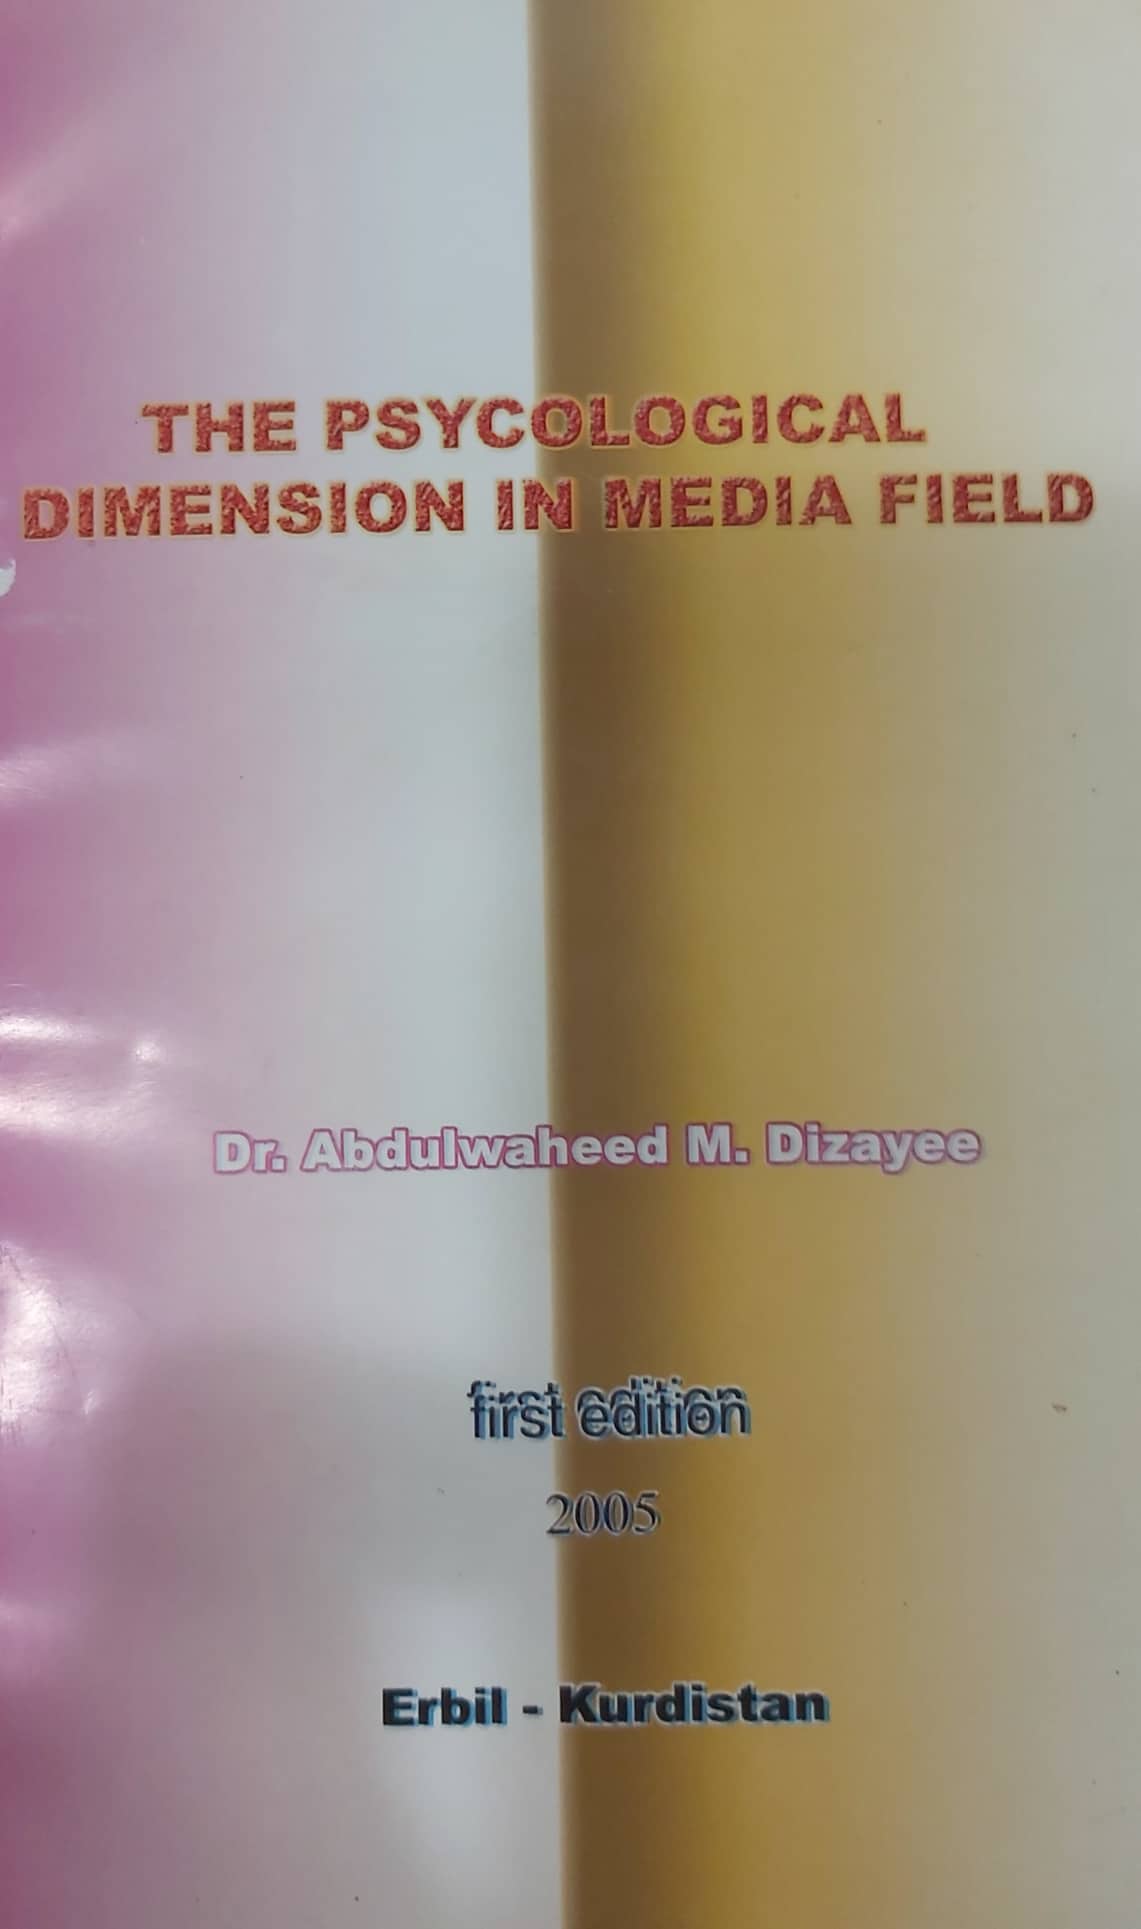 THE PSYCOLOGICAL
DIMENSION IN MEDIA FIELD
Dr. Abdulwaheed M. Dizayee
first edition
2005
Erbil - Kurdistan